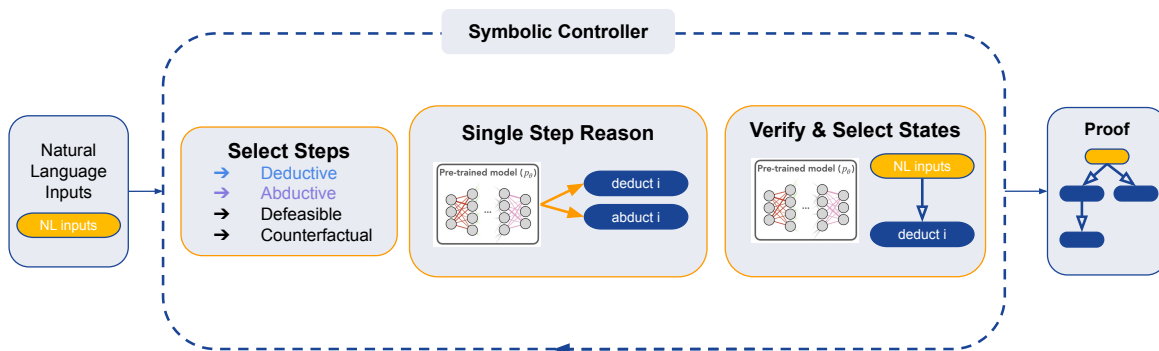 Symbolic Controller
Natural
Language
Inputs
NL inputs
Select Steps
➔ Deductive
➔ Abductive
➔ Defeasible
➔ Counterfactual
Single Step Reason
Pre-trained model (pθ)
...
deduct i
abduct i
Verify & Select States
Pre-trained model (pθ)
...
NL inputs
deduct i
Proof